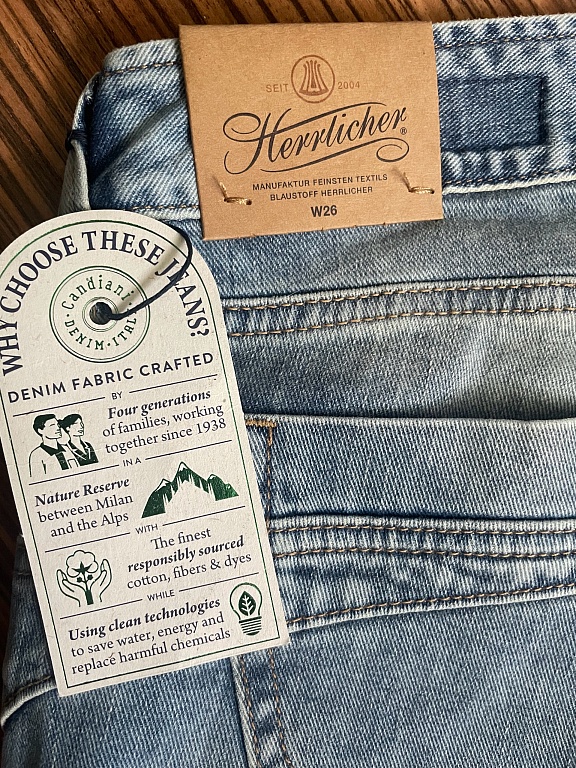 SEIT 2004
Herrlicher®
MANUFAKTUR FEINSTEN TEXTILS
BLAUSTOFF HERRLICHER
W26
WHY CHOOSE THESE JEANS?
Candiani
DENIM · ITALY
DENIM FABRIC CRAFTED
BY
Four generations
of families, working
together since 1938
IN A
Nature Reserve
between Milan
and the Alps
WITH
The finest
responsibly sourced
cotton, fibers & dyes
WHILE
Using clean technologies
to save water, energy and
replace harmful chemicals